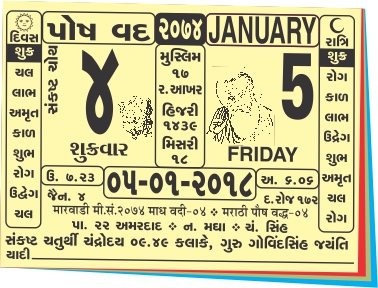 દિવસ
શુક્ર
ચલ
લાભ
અમૃત
કાળ
શુભ
રોગ
ઉદ્વેગ
ચલ
પોષ વદ ૨૦૭૪ JANUARY
સંકષ્ટ ચોથ
૪
શુક્રવાર
મુસ્લિમ
૧૭
ર.આખર
હિજરી
૧૪૩૯
મિસરી
૧૮
5
FRIDAY
રાત્રિ
શુક્ર
રોગ
કાળ
લાભ
ઉદ્વેગ
શુભ
અમૃત
ચલ
રોગ
ઉ. ૭.૨૩ ૦૫-૦૧-૨૦૧૮ અ. ૬.૦૬
જૈન. ૪ દ.રોજ ૧૭૨
मारवाडी मी.सं.२०७४ माध वदी-०४ ❖ मराठी पौष वद्ध-०४
પા. ૨૨ અમરદાદ ❖ ન. મઘા ❖ ચં. સિંહ
સંકષ્ટ ચતુર્થી ચંદ્રોદય ૦૯.૪૯ કલાકે, ગુરુ ગોવિંદસિંહ જયંતિ
યાદી